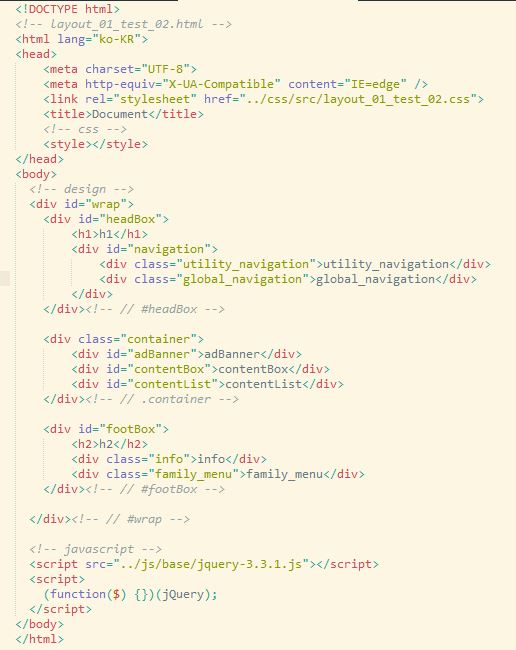 <!DOCTYPE html>
<!-- layout_01_test_02.html -->
<html lang="ko-KR">
<head>
<meta charset="UTF-8">
<meta http-equiv="X-UA-Compatible" content="IE=edge" />
<link rel="stylesheet" href="../css/src/layout_01_test_02.css">
<title>Document</title>
<!-- css -->
<style></style>
</head>
<body>
<!-- design -->
<div id="wrap">
<div id="headBox">
<h1>h1</h1>
<div id="navigation">
<div class="utility_navigation">utility_navigation</div>
<div class="global_navigation">global_navigation</div>
</div>
</div><!-- // #headBox -->
<div class="container">
<div id="adBanner">adBanner</div>
<div id="contentBox">contentBox</div>
<div id="contentList">contentList</div>
</div><!-- // .container -->
<div id="footBox">
<h2>h2</h2>
<div class="info">info</div>
<div class="family_menu">family_menu</div>
</div><!-- // #footBox -->
</div><!-- // #wrap -->
<!-- javascript -->
<script src="../js/base/jquery-3.3.1.js"></script>
<script>
(function($) {})(jQuery);
</script>
</body>
</html>